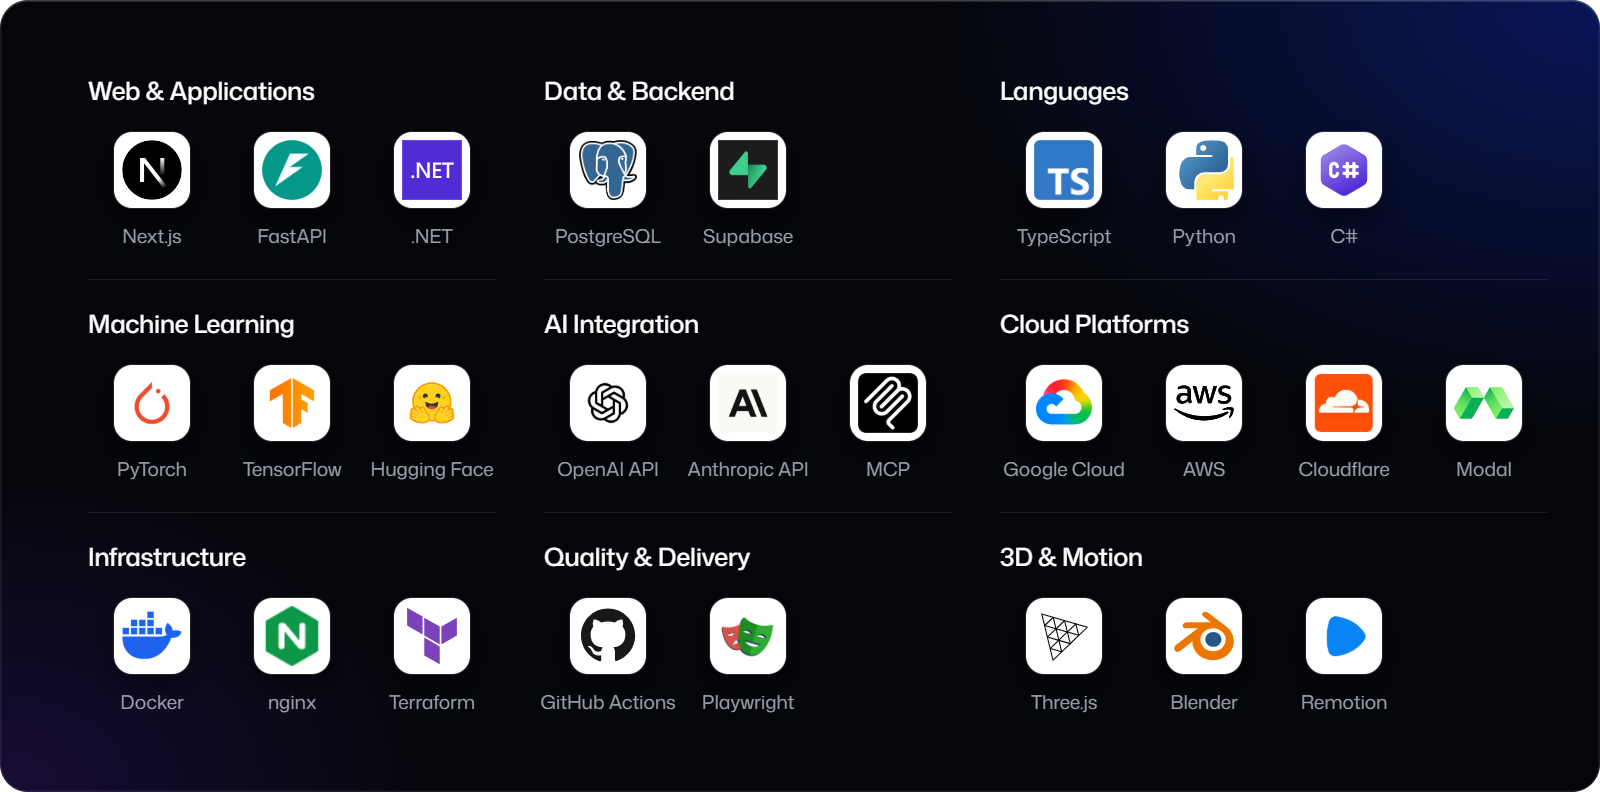 Web & Applications
.NET
Next.js
FastAPI
.NET
Data & Backend
PostgreSQL
Supabase
Languages
TS
C#
TypeScript
Python
C#
Machine Learning
PyTorch
TensorFlow
Hugging Face
AI Integration
OpenAI API
Anthropic API
MCP
Cloud Platforms
aws
Google Cloud
AWS
Cloudflare
Modal
Infrastructure
Docker
nginx
Terraform
Quality & Delivery
GitHub Actions
Playwright
3D & Motion
Three.js
Blender
Remotion